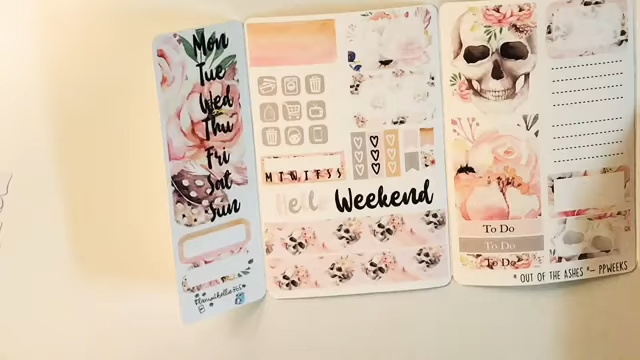 Mon
Tue
Wed
Thu
Fri
Sat
Sun
M T W T F S S
Hello Weekend
To Do
To Do
To Do
* OUT OF THE ASHES * - PPWEEKS